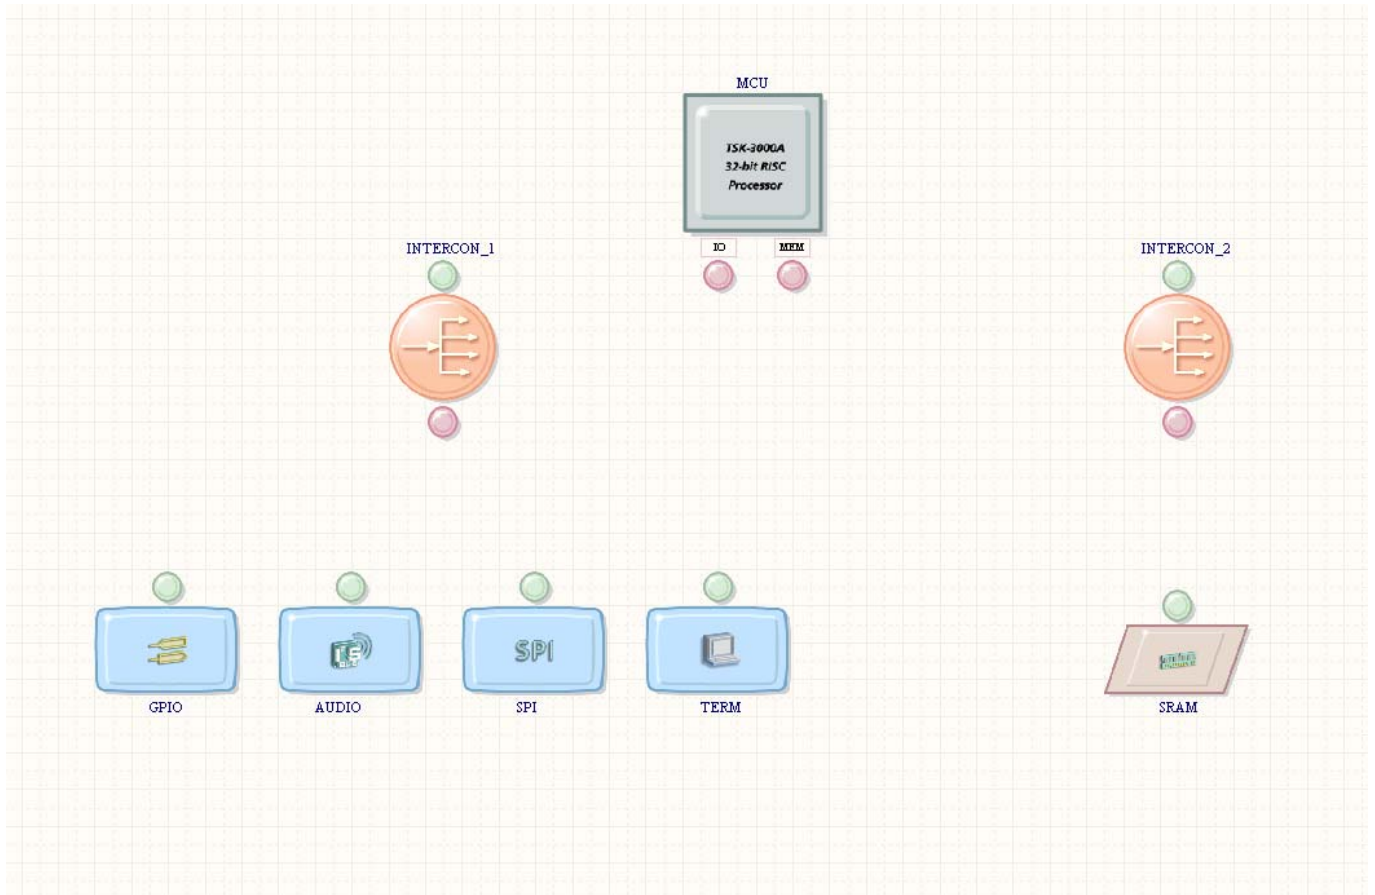 MCU
TSK-3000A
32-bit RISC
Processor
INTERCON_1
IO
MEM
INTERCON_2
SPI
GPIO
AUDIO
SPI
TERM
SRAM